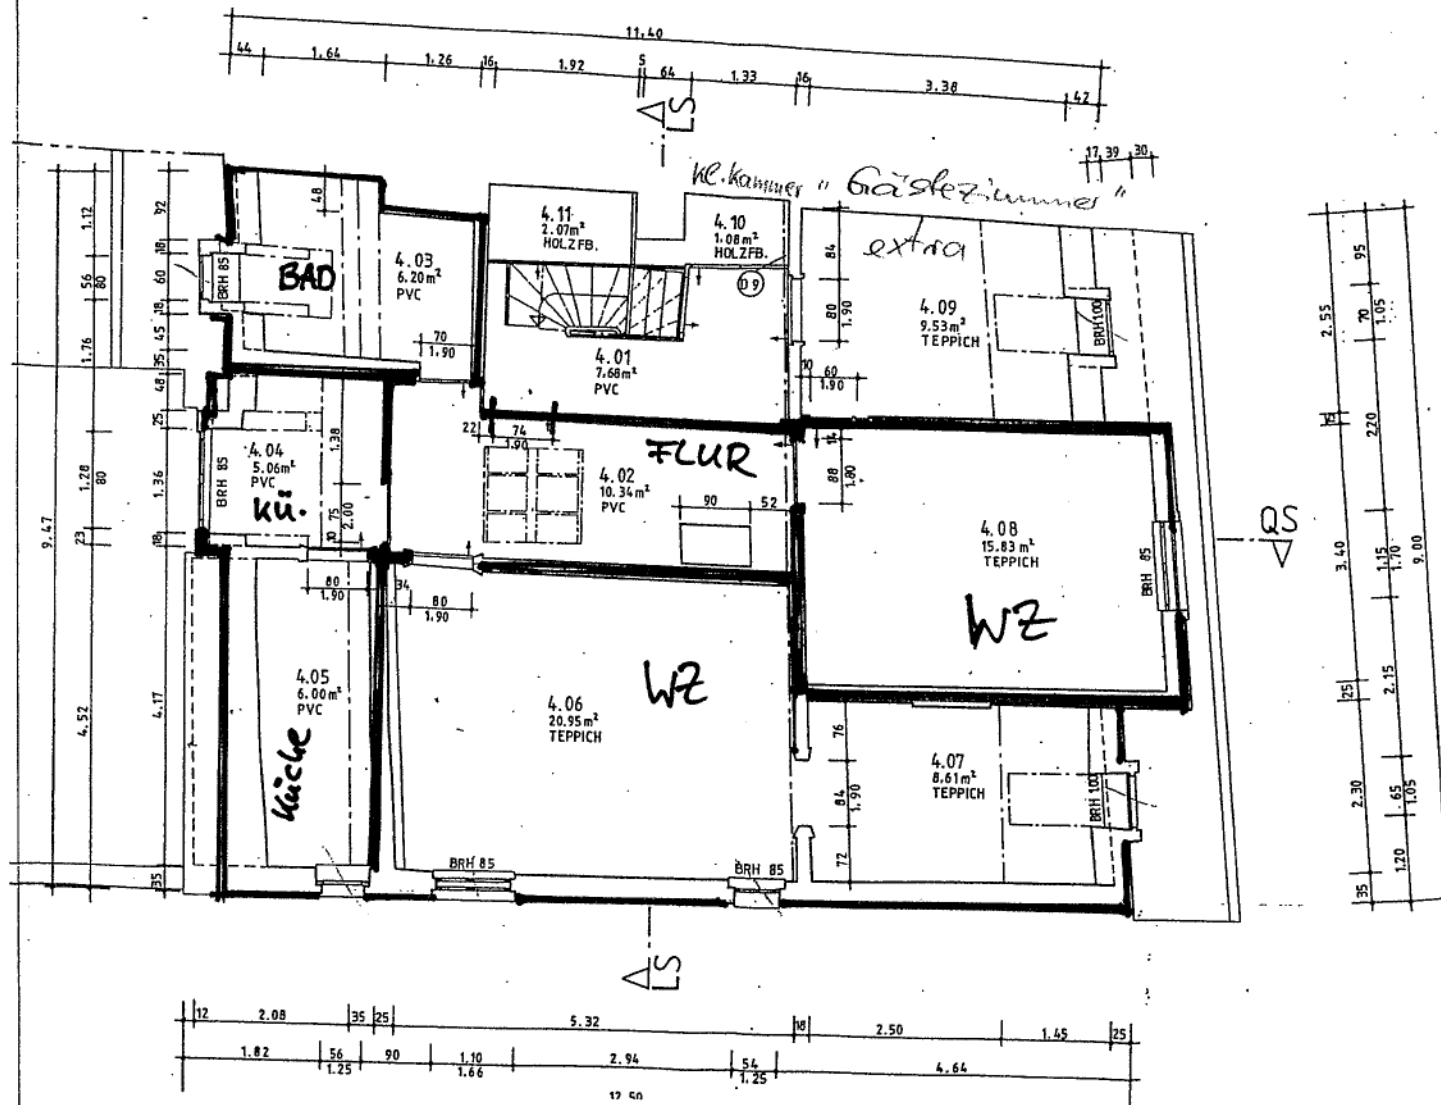 11.40
44 1.64 1.26 16 1.92 5 64 1.33 16 3.38 42
LS
17 39 30
kl. Kammer "Gästezimmer"
extra
48
4.11
2.07m²
HOLZFB.
4.10
1.08m²
HOLZFB.
D 9
4.03
6.20m²
PVC
BAD
BRH 85
70
1.90
4.01
7.68m²
PVC
84
80
1.90
10 60
1.90
4.09
9.53m²
TEPPICH
BRH 100
4.04
5.06m²
PVC
KÜ.
BRH 85
1.38
75
2.00
10
22 74
1.90
FLUR
4.02
10.34m²
PVC
90 52
14
88
1.80
4.08
15.83m²
TEPPICH
WZ
BRH 85
QS
80
1.90
34
80
1.90
4.05
6.00m²
PVC
Küche
4.06
20.95m²
TEPPICH
WZ
76
84
1.90
72
4.07
8.61m²
TEPPICH
BRH 100
BRH 85
BRH 85
LS
9.47
1.12 56 80 1.76 1.28 80 23 4.52
92 18 60 18 45 35 48 25 1.36 18 4.17 35
2.55 3.40 25 2.30 35
95 70 1.05 2.20 1.15 1.70 2.15 65 1.05 1.20
9.00
12 2.08 35 25 5.32 18 2.50 1.45 25
1.82 56 90 1.10 2.94 54 4.64
1.25 1.66 1.25
12.50